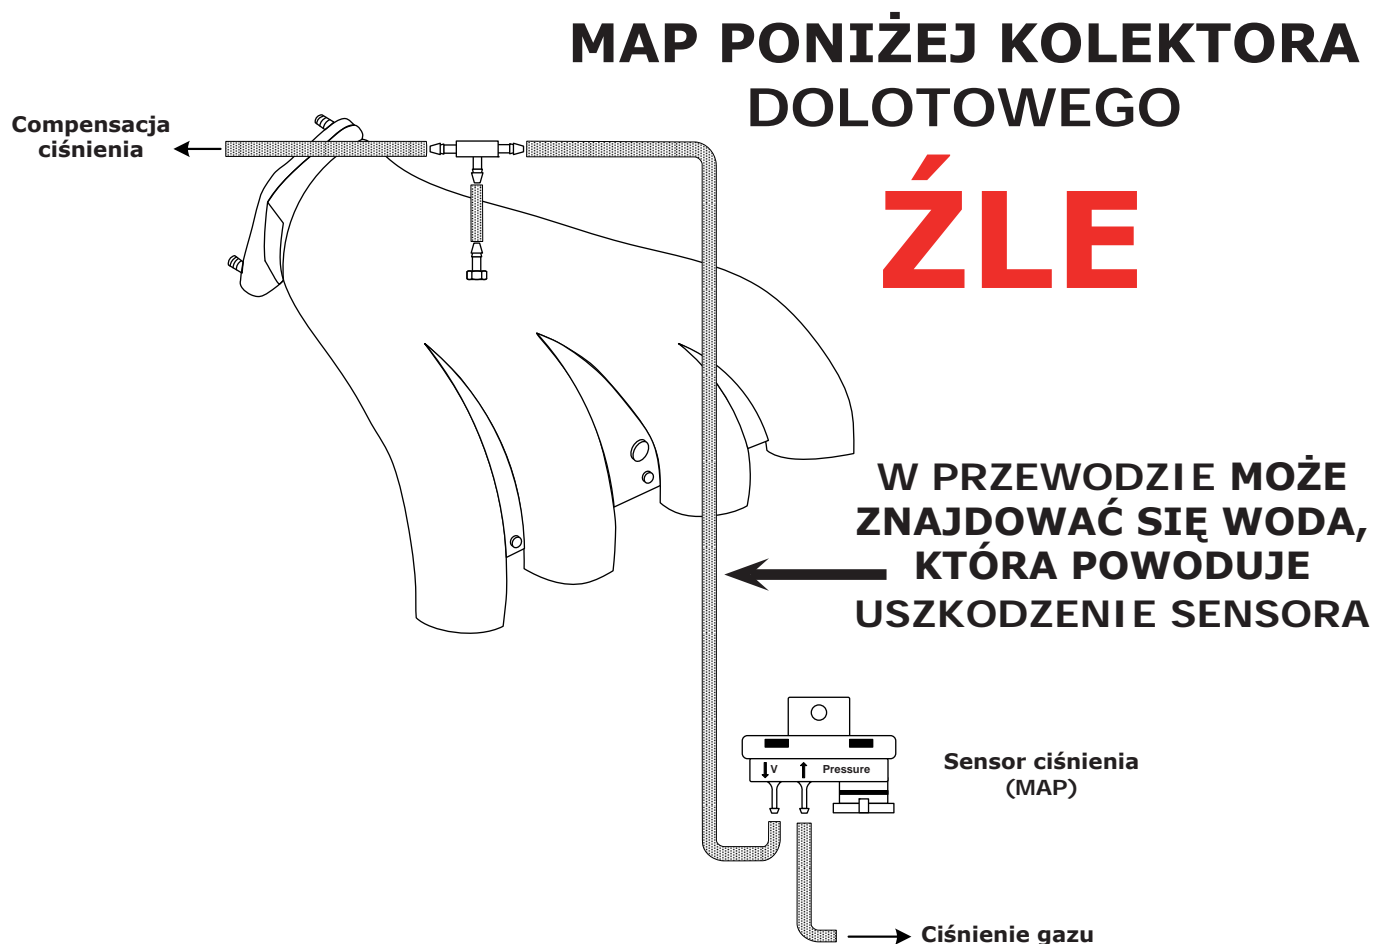 MAP PONIŻEJ KOLEKTORA
DOLOTOWEGO
ŹLE
Compensacja
ciśnienia
W PRZEWODZIE MOŻE
ZNAJDOWAĆ SIĘ WODA,
KTÓRA POWODUJE
USZKODZENIE SENSORA
V Pressure
Sensor ciśnienia
(MAP)
Ciśnienie gazu